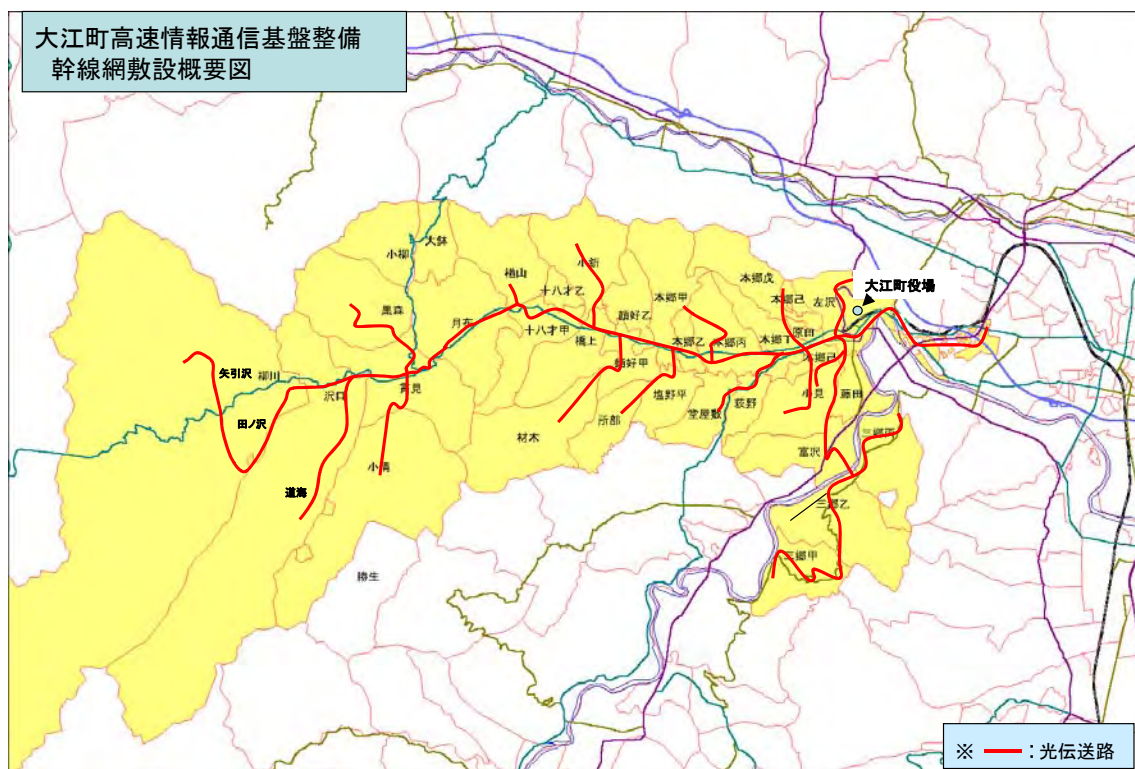 大江町高速情報通信基盤整備
幹線網敷設概要図
大鉢
小柳
楢山
小釿
十八才乙
本郷戊
本郷甲
本郷己
左沢
大江町役場
黒森
月布
顔好乙
十八才甲
橋上
本郷乙
本郷丙
本郷丁
原田
本郷己
顔好甲
矢引沢
柳川
沢口
貫見
塩野平
荻野
小見
藤田
堂屋敷
所部
田ノ沢
材木
小清
富沢
三郷丙
道海
三郷乙
三郷甲
勝生
※ :光伝送路